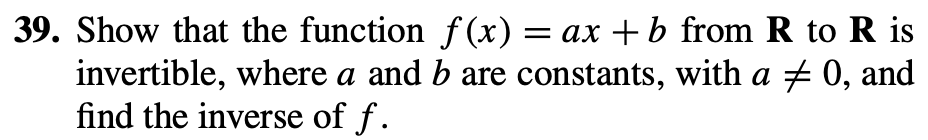 39. Show that the function f(x) = ax + b from R to R is
invertible, where a and b are constants, with a ≠ 0, and
find the inverse of f.